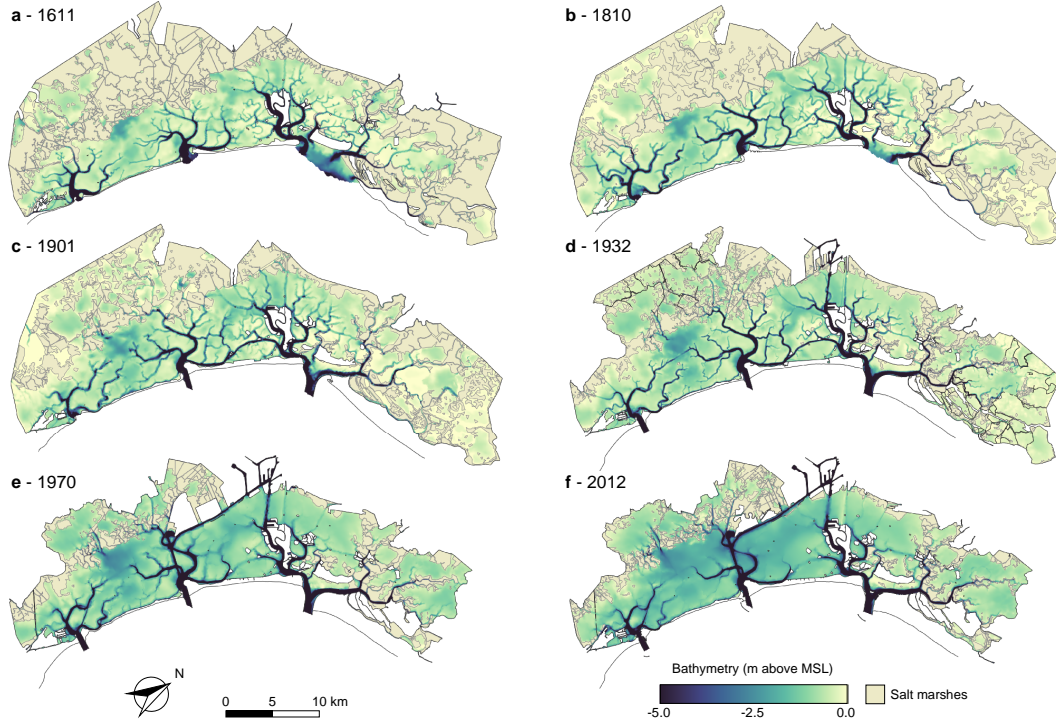 a - 1611
b - 1810
c - 1901
d - 1932
e - 1970
f - 2012
N
0 5 10 km
Bathymetry (m above MSL)
-5.0 -2.5 0.0
Salt marshes